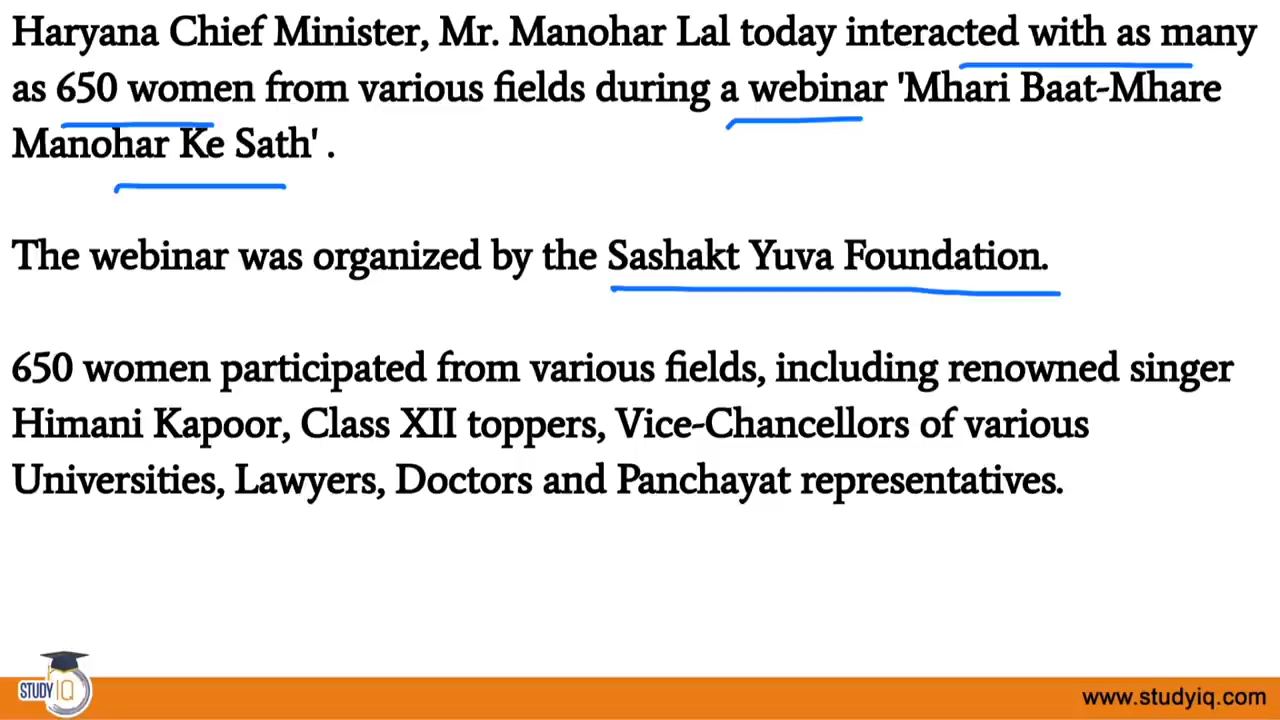 Haryana Chief Minister, Mr. Manohar Lal today interacted with as many
as 650 women from various fields during a webinar 'Mhari Baat-Mhare
Manohar Ke Sath' .
The webinar was organized by the Sashakt Yuva Foundation.
650 women participated from various fields, including renowned singer
Himani Kapoor, Class XII toppers, Vice-Chancellors of various
Universities, Lawyers, Doctors and Panchayat representatives.
STUDY IQ
www.studyiq.com